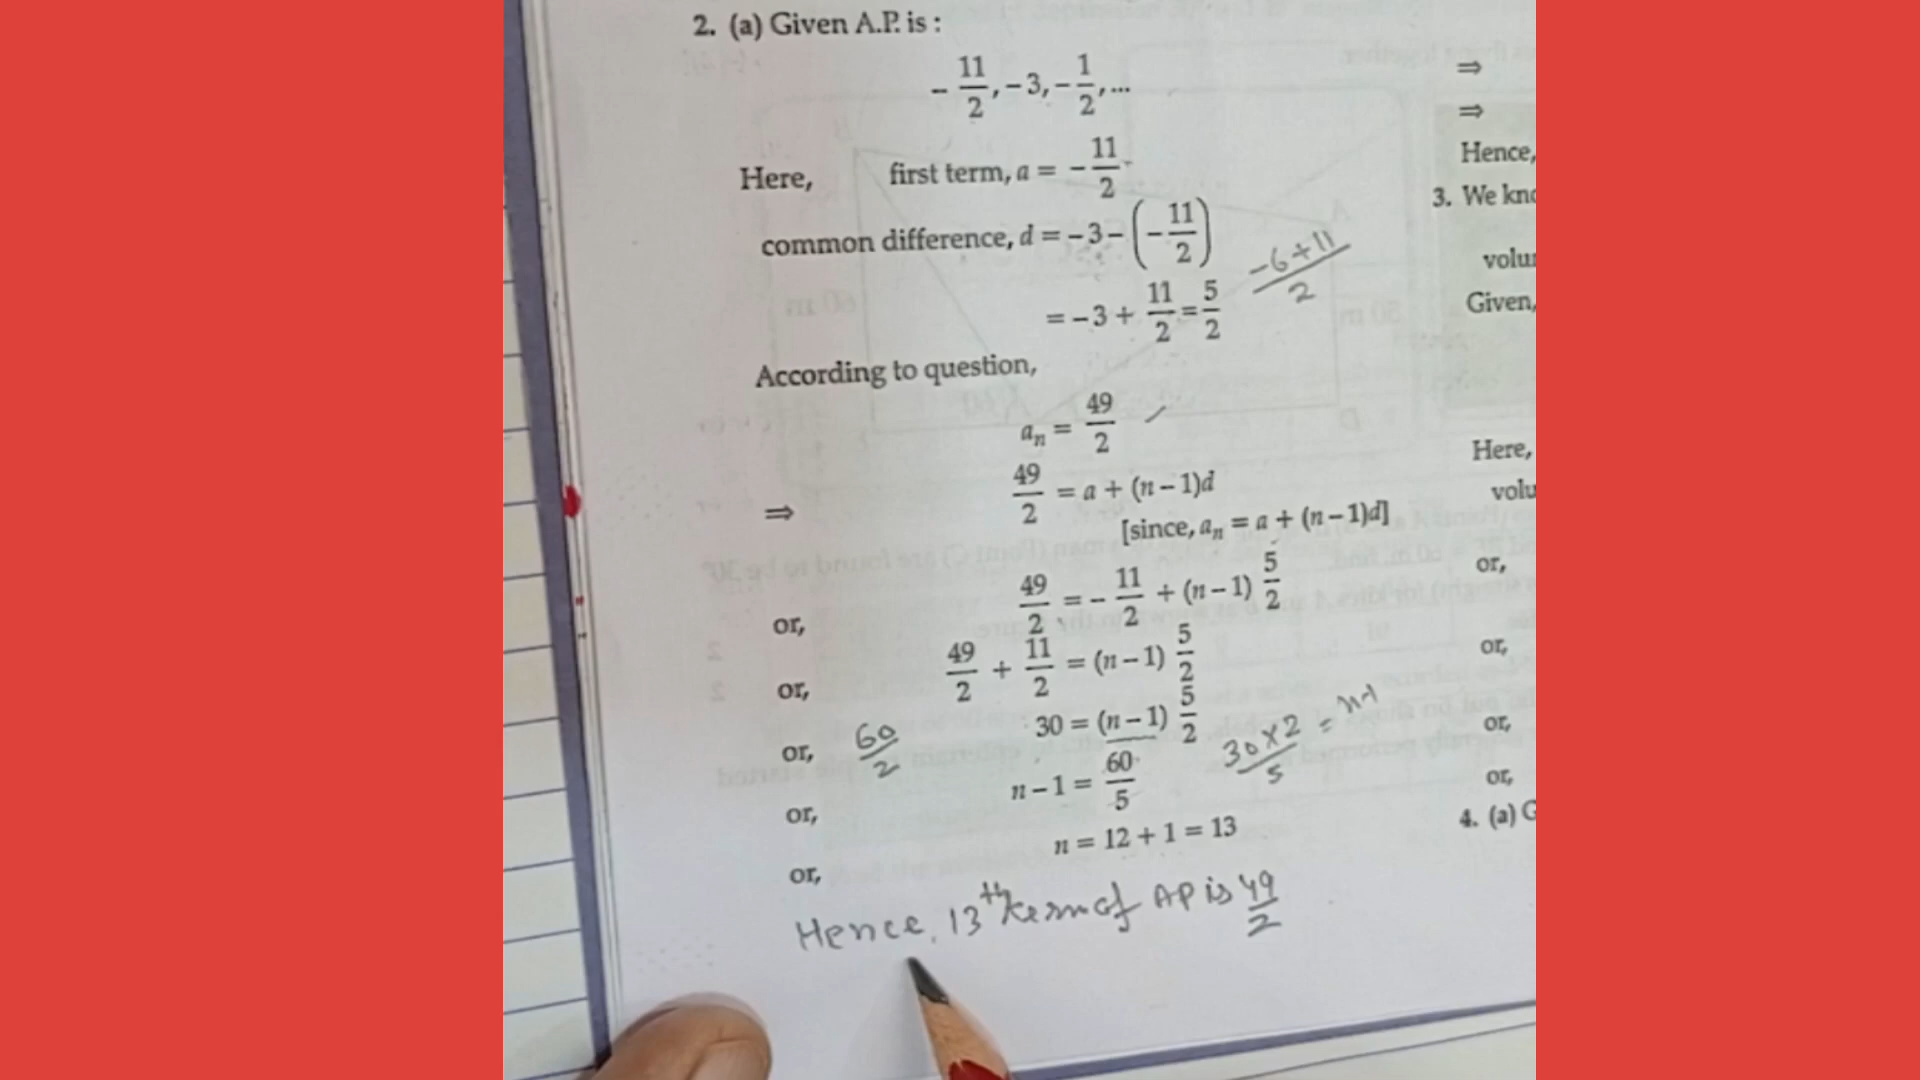 2. (a) Given A.P. is :
- 11/2, - 3, - 1/2, ...
Here, first term, a = - 11/2
common difference, d = - 3 - (- 11/2)
-6+11/2
= - 3 + 11/2 = 5/2
According to question,
aₙ = 49/2
⇒ 49/2 = a + (n - 1)d
[since, aₙ = a + (n - 1)d]
or, 49/2 = - 11/2 + (n - 1) 5/2
or, 49/2 + 11/2 = (n - 1) 5/2
or, 60/2 30 = (n - 1) 5/2
30×2/5 = n-1
or, n - 1 = 60/5
or, n = 12 + 1 = 13
Hence, 13th term of AP is 49/2
⇒
⇒
Hence,
3. We kno
volu
Given,
Here,
volu
or,
or,
or,
or,
4. (a) G